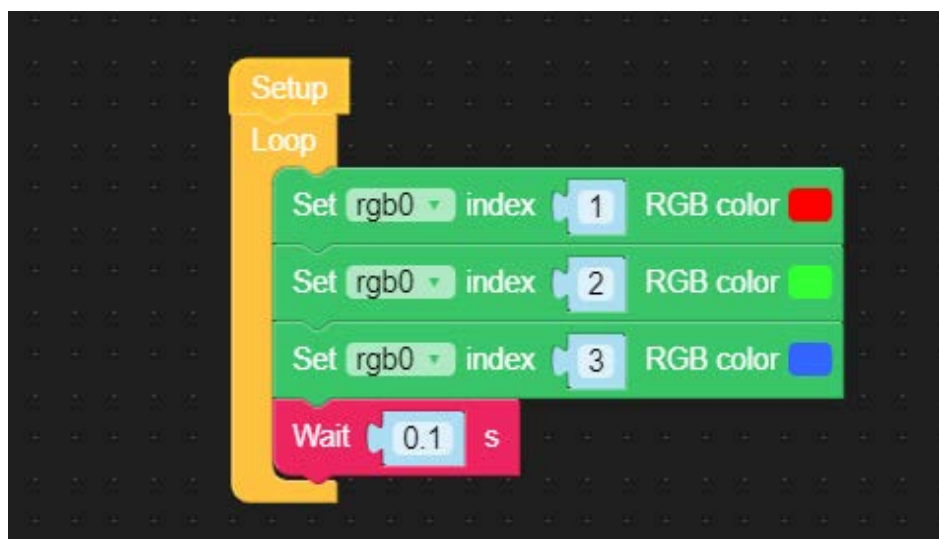 Setup
Loop
Set rgb0 index 1 RGB color
Set rgb0 index 2 RGB color
Set rgb0 index 3 RGB color
Wait 0.1 s